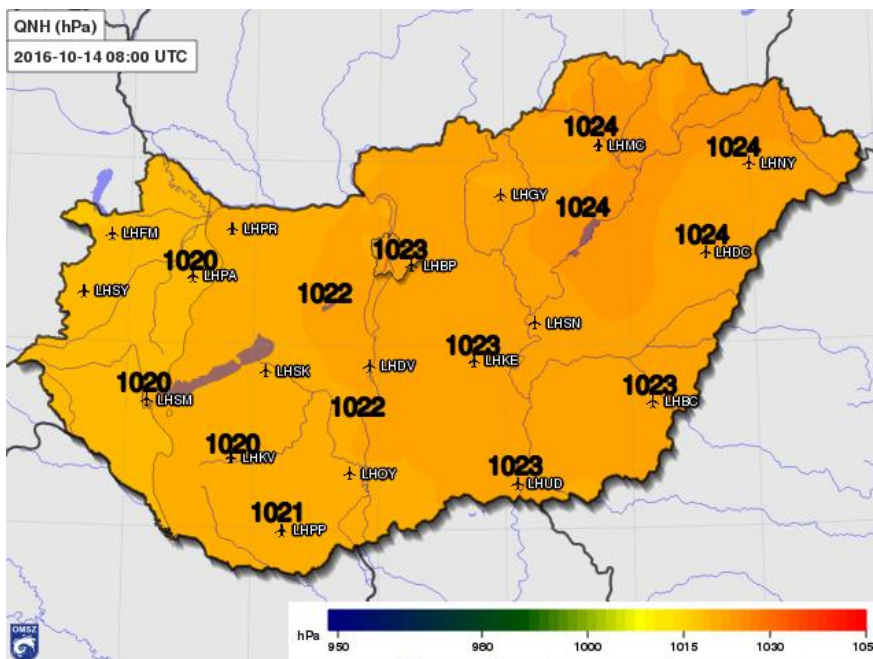 QNH (hPa)
2016-10-14 08:00 UTC
1024
LHMC
1024
LHNY
LHGY
1024
LHFM
LHPR
1023
LHBP
1024
LHDC
1020
LHPA
LHSY
1022
LHSN
1023
LHKE
LHSK
LHDV
1020
LHSM
1023
LHBC
1022
1020
LHKV
LHOY
1023
LHUD
1021
LHPP
hPa
950
980
1000
1015
1030
105
OMSZ